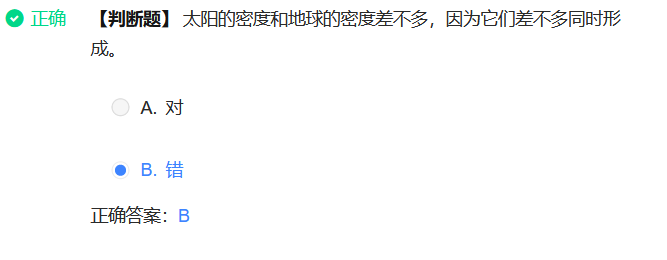 正确 【判断题】 太阳的密度和地球的密度差不多，因为它们差不多同时形
成。
A. 对
B. 错
正确答案：B